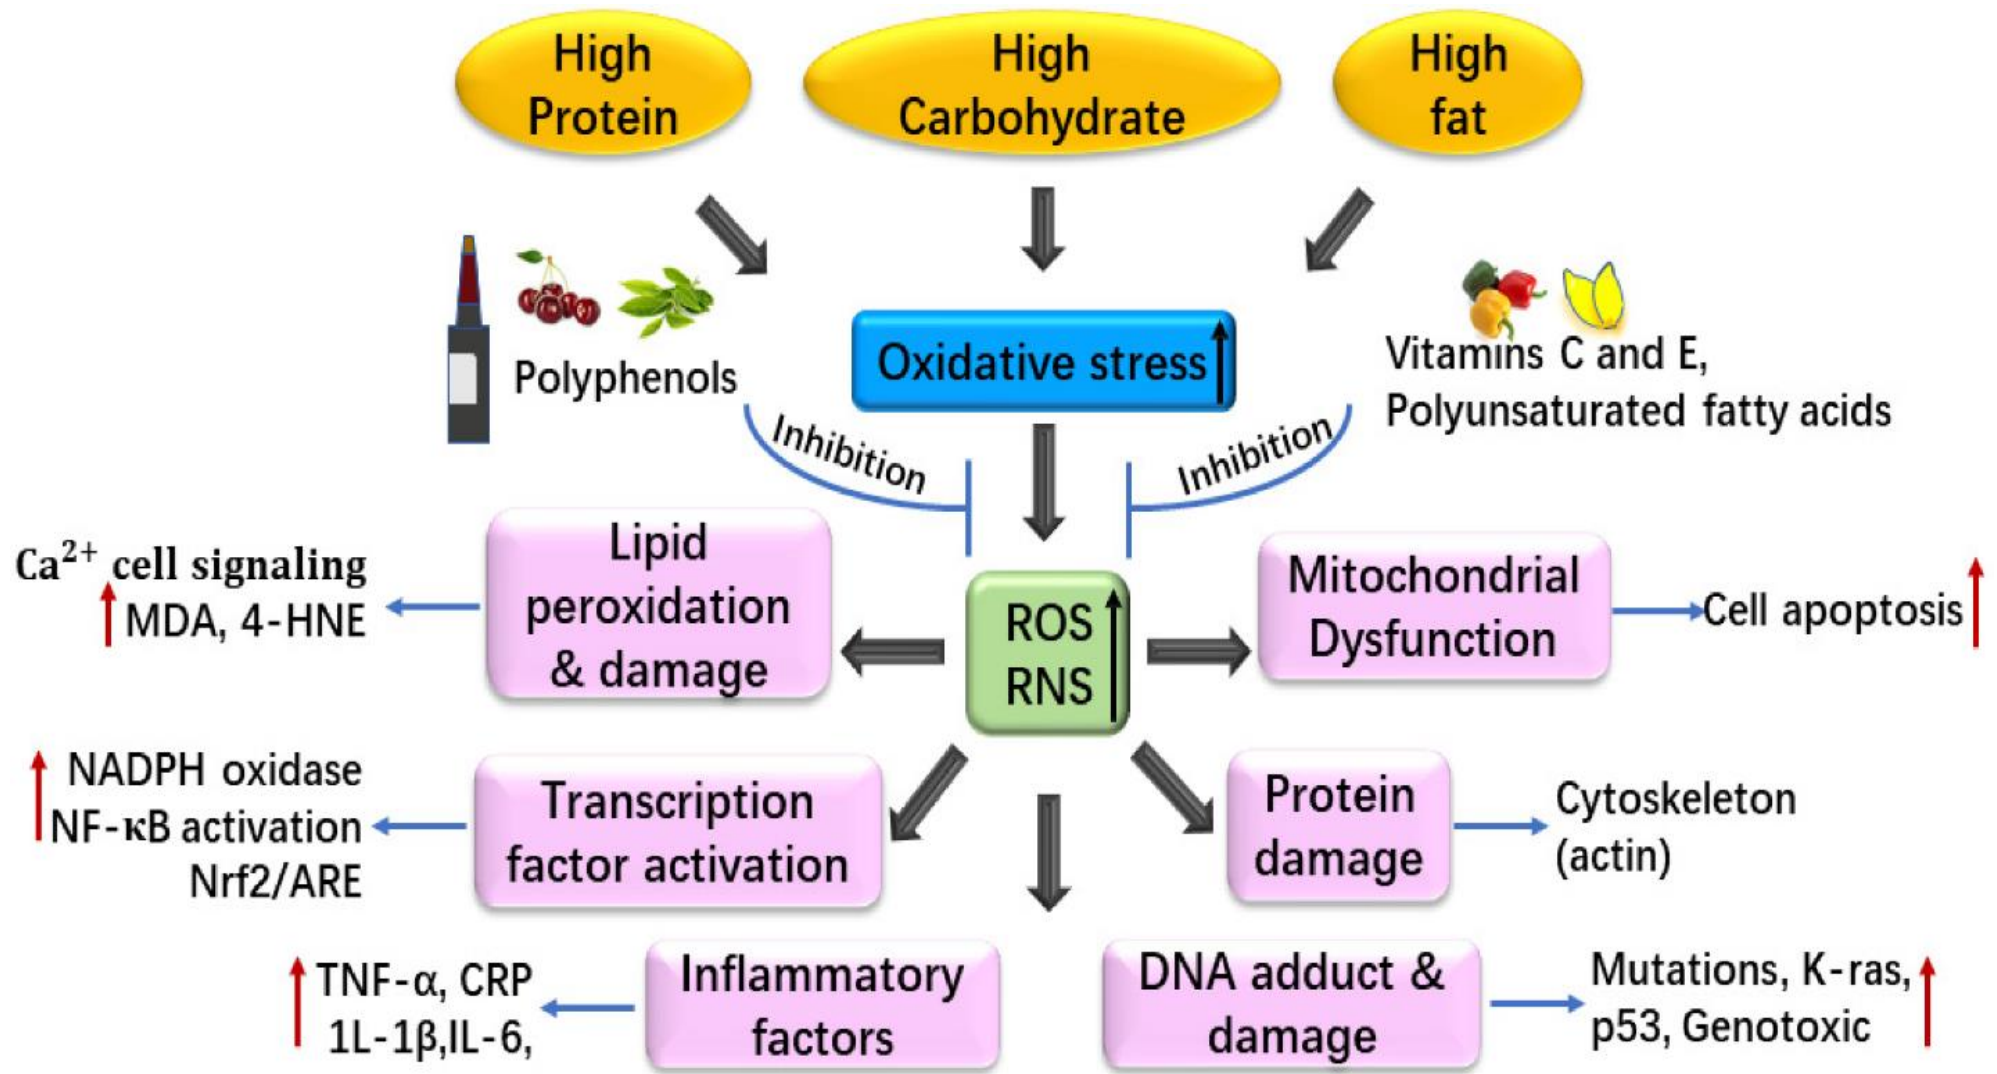 High
Protein
High
Carbohydrate
High
fat
Polyphenols
Oxidative stress
Vitamins C and E,
Polyunsaturated fatty acids
Inhibition
Inhibition
Ca²⁺ cell signaling
MDA, 4-HNE
Lipid
peroxidation
& damage
ROS
RNS
Mitochondrial
Dysfunction
Cell apoptosis
NADPH oxidase
NF-κB activation
Nrf2/ARE
Transcription
factor activation
Protein
damage
Cytoskeleton
(actin)
TNF-α, CRP
1L-1β,IL-6,
Inflammatory
factors
DNA adduct &
damage
Mutations, K-ras,
p53, Genotoxic